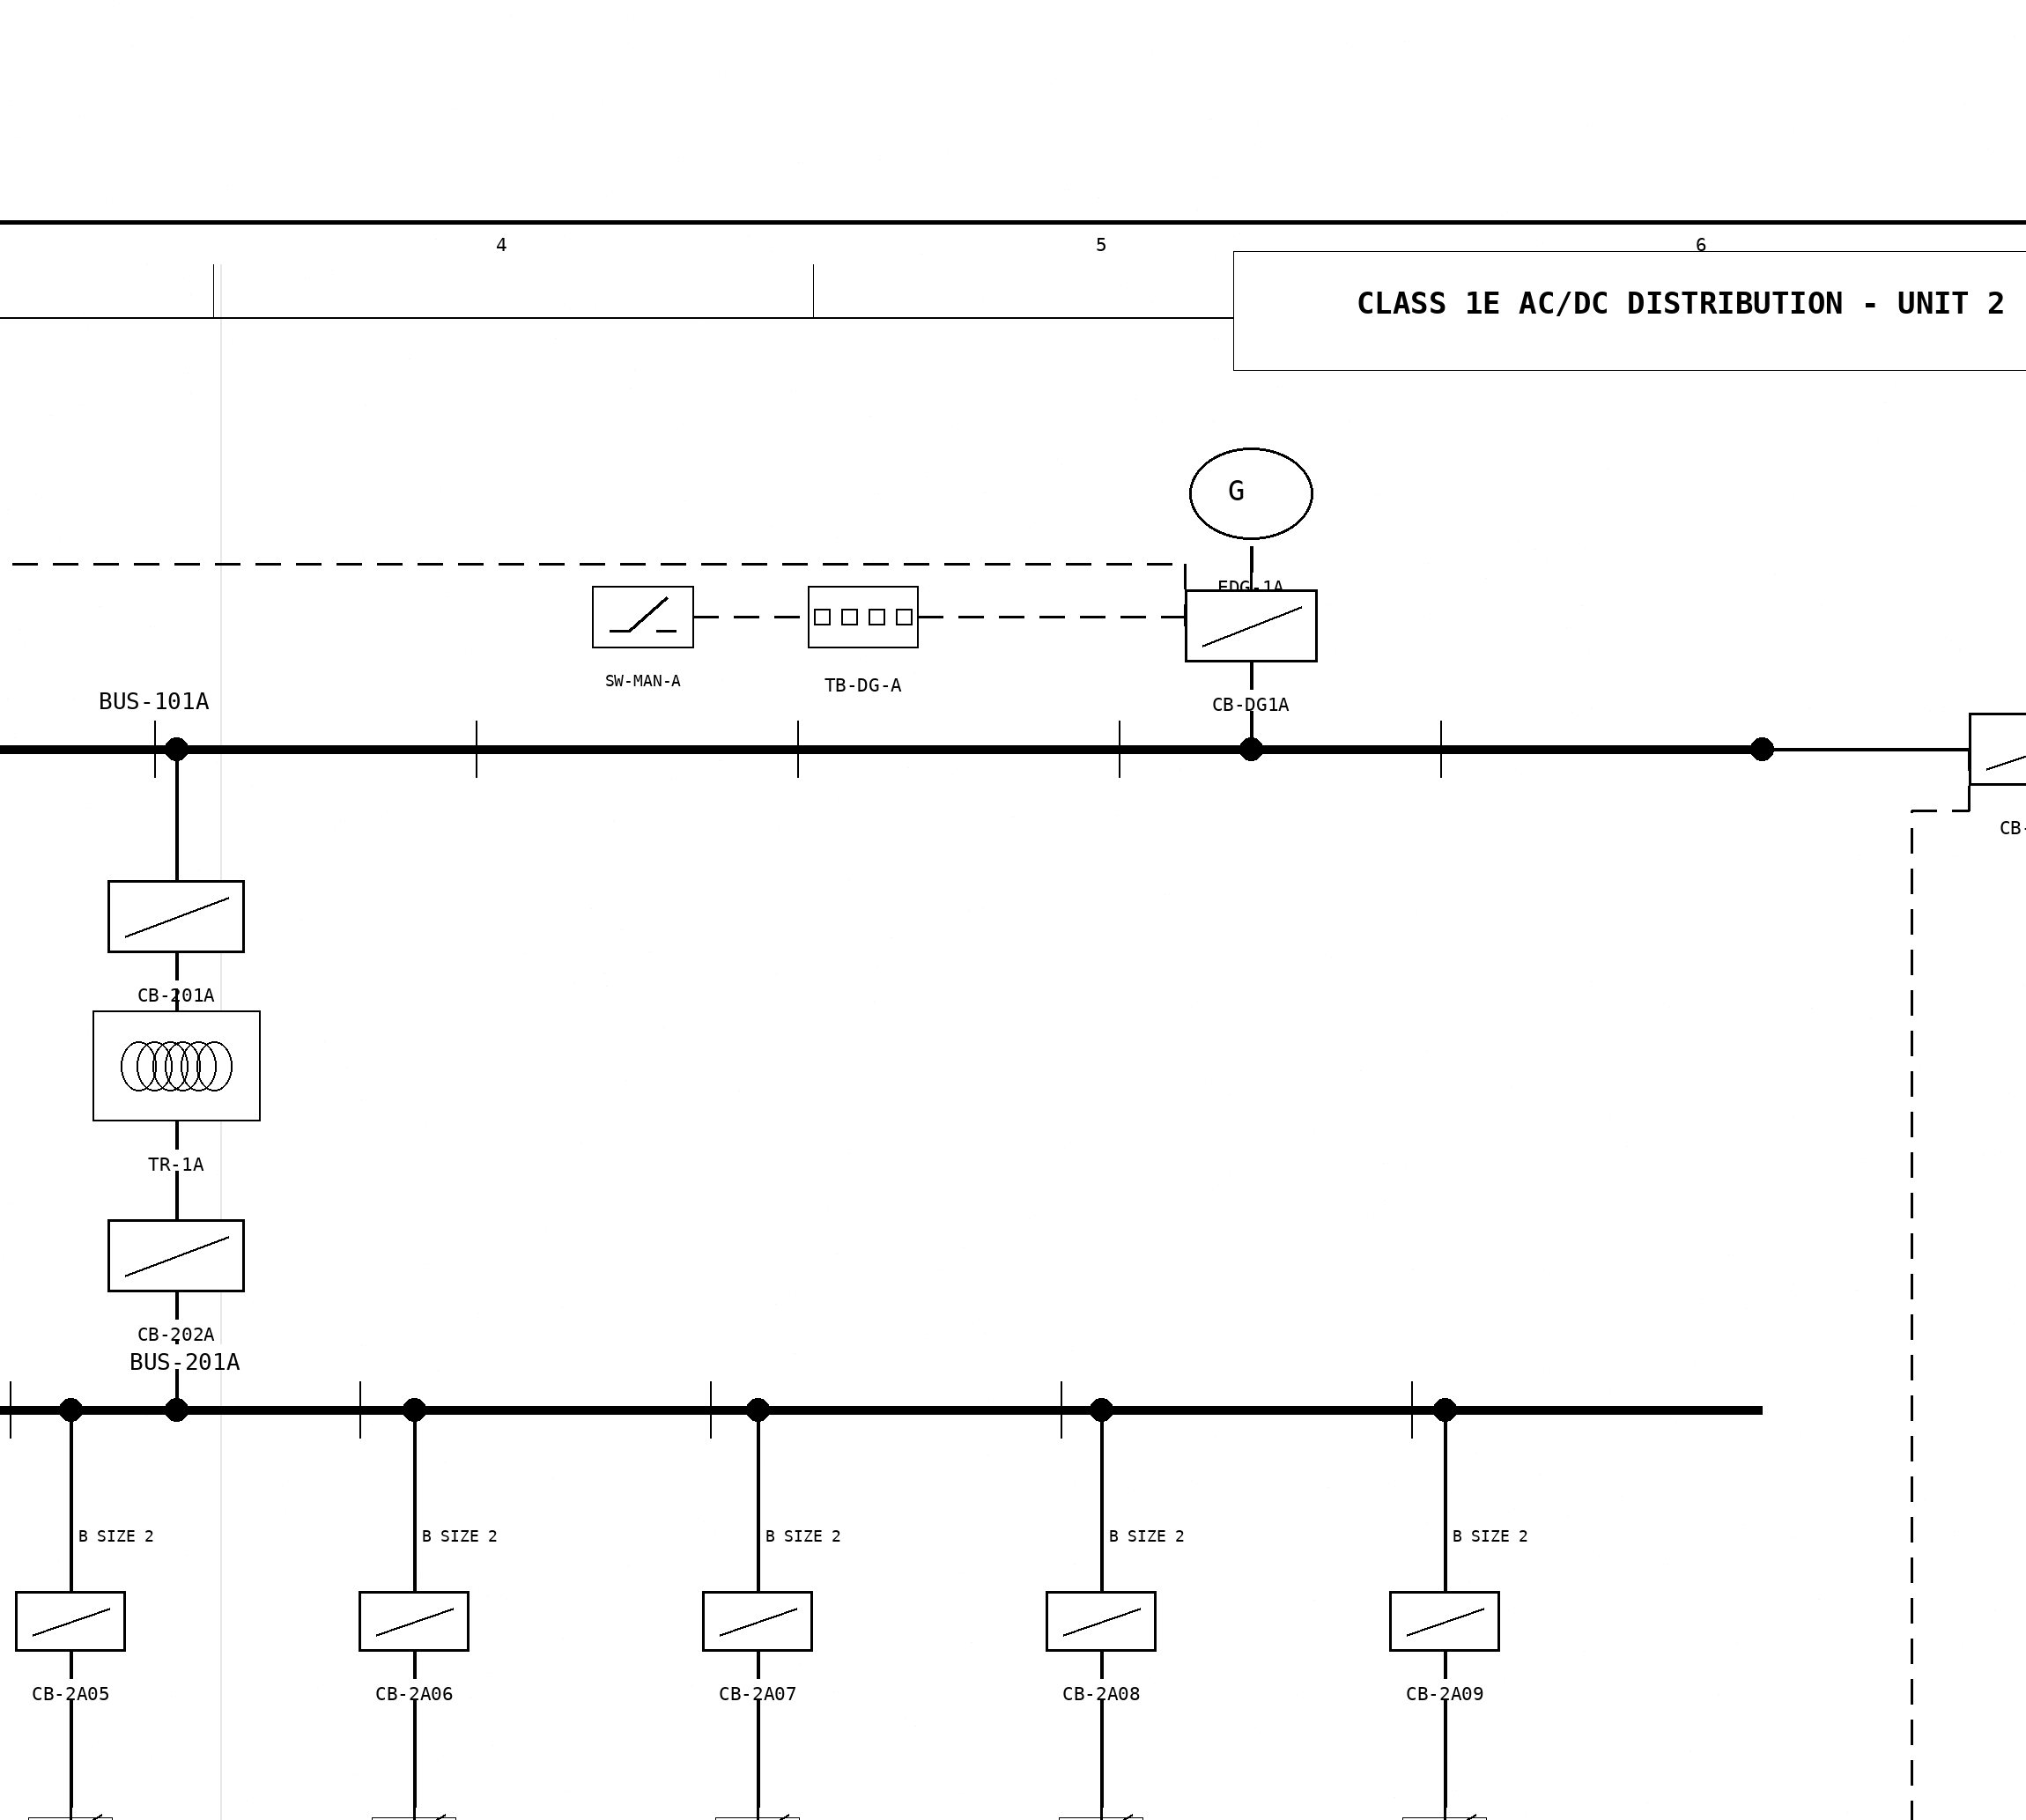 4
5
6
CLASS 1E AC/DC DISTRIBUTION - UNIT 2
G
EDG-1A
SW-MAN-A
TB-DG-A
BUS-101A
CB-DG1A
CB-
CB-201A
TR-1A
CB-202A
BUS-201A
B SIZE 2
B SIZE 2
B SIZE 2
B SIZE 2
B SIZE 2
CB-2A05
CB-2A06
CB-2A07
CB-2A08
CB-2A09